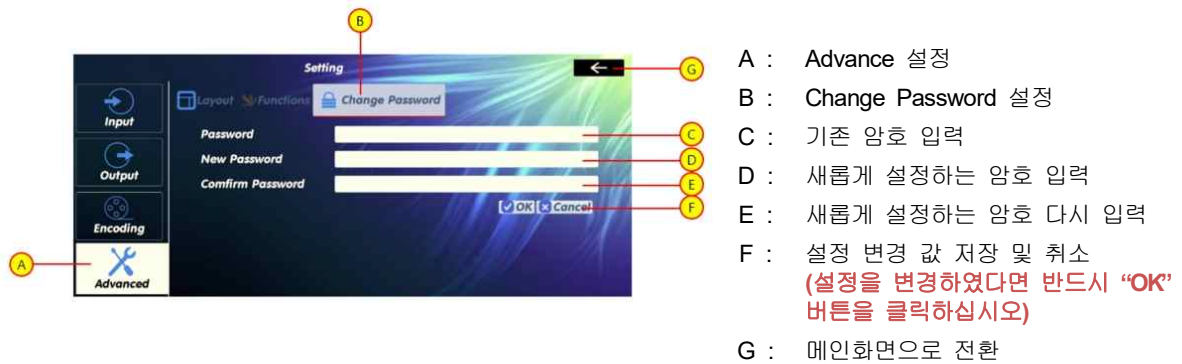 B
Setting
G
Layout Functions Change Password
Input
Password
C
New Password
D
Output
Comfirm Password
E
OK Cancel
F
Encoding
A
Advanced
A : Advance 설정
B : Change Password 설정
C : 기존 암호 입력
D : 새롭게 설정하는 암호 입력
E : 새롭게 설정하는 암호 다시 입력
F : 설정 변경 값 저장 및 취소
(설정을 변경하였다면 반드시 “OK”
버튼을 클릭하십시오)
G : 메인화면으로 전환